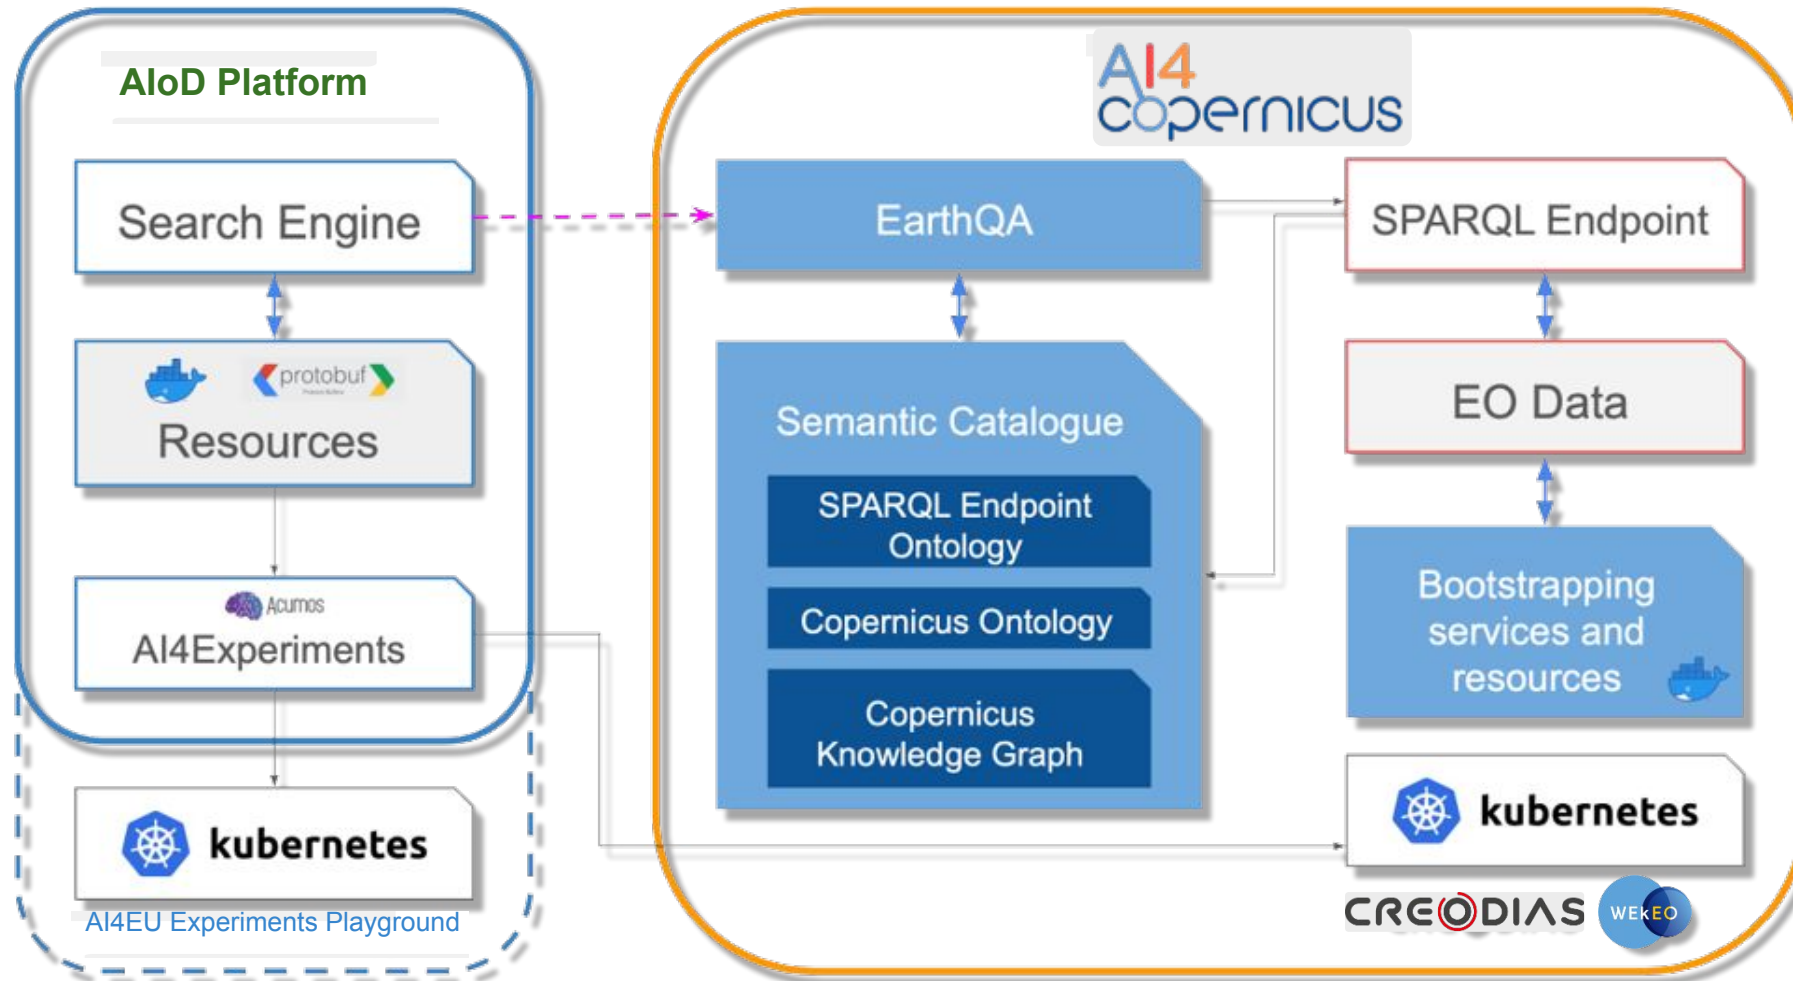 AIoD Platform
Search Engine
protobuf
Resources
Acumos
AI4Experiments
kubernetes
AI4EU Experiments Playground
AI4
copernicus
EarthQA
Semantic Catalogue
SPARQL Endpoint
Ontology
Copernicus Ontology
Copernicus
Knowledge Graph
SPARQL Endpoint
EO Data
Bootstrapping
services and
resources
kubernetes
CREODIAS
WEkEO